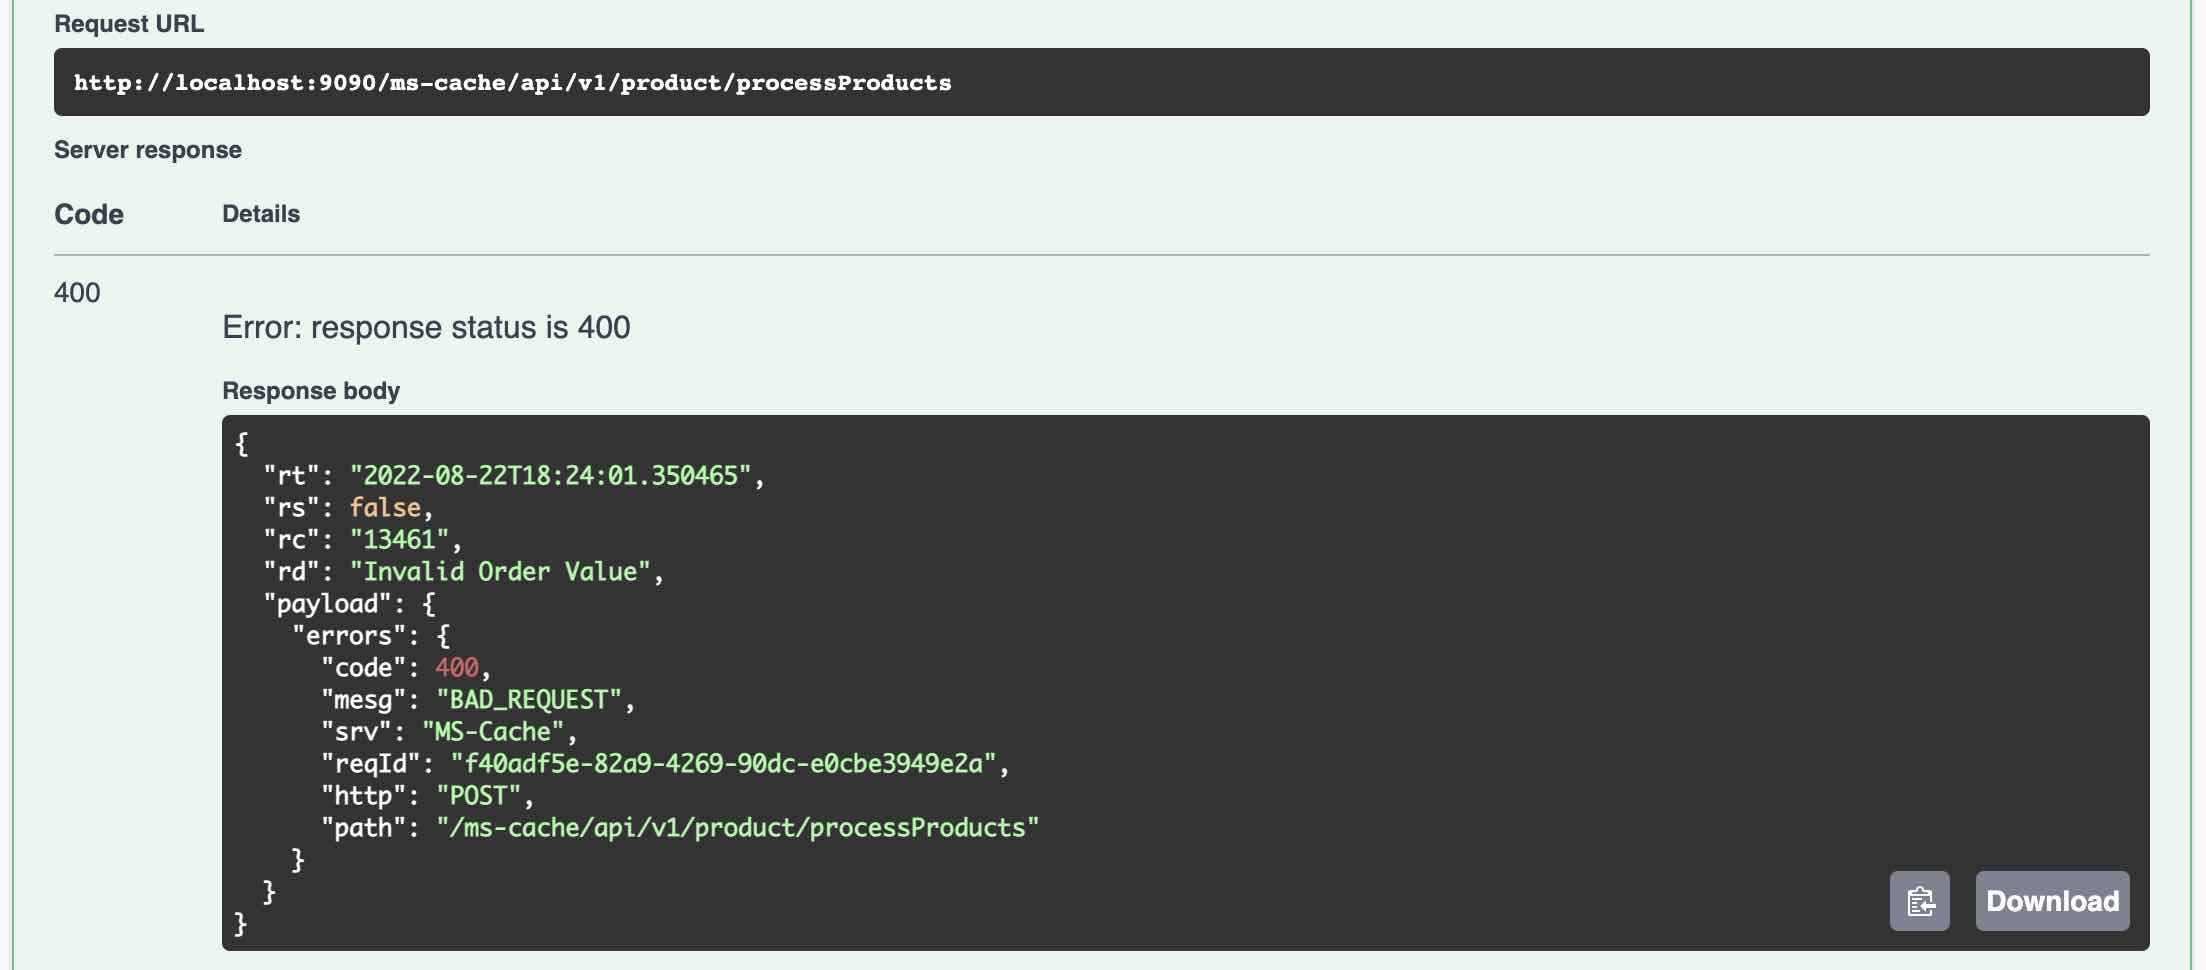 Request URL
http://localhost:9090/ms-cache/api/v1/product/processProducts
Server response
Code Details
400
Error: response status is 400
Response body
{
  "rt": "2022-08-22T18:24:01.350465",
  "rs": false,
  "rc": "13461",
  "rd": "Invalid Order Value",
  "payload": {
    "errors": {
      "code": 400,
      "mesg": "BAD_REQUEST",
      "srv": "MS-Cache",
      "reqId": "f40adf5e-82a9-4269-90dc-e0cbe3949e2a",
      "http": "POST",
      "path": "/ms-cache/api/v1/product/processProducts"
    }
  }
}
Download